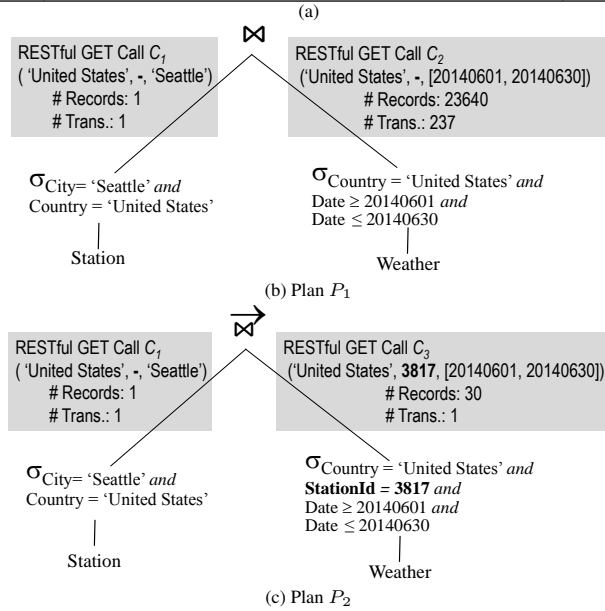 (a)
⋈
RESTful GET Call C1
( 'United States', -, 'Seattle')
# Records: 1
# Trans.: 1
RESTful GET Call C2
('United States', -, [20140601, 20140630])
# Records: 23640
# Trans.: 237
σCity= 'Seattle' and
Country = 'United States'
Station
σCountry = 'United States' and
Date ≥ 20140601 and
Date ≤ 20140630
Weather
(b) Plan P1
⋈
RESTful GET Call C1
( 'United States', -, 'Seattle')
# Records: 1
# Trans.: 1
RESTful GET Call C3
('United States', 3817, [20140601, 20140630])
# Records: 30
# Trans.: 1
σCity= 'Seattle' and
Country = 'United States'
Station
σCountry = 'United States' and
StationId = 3817 and
Date ≥ 20140601 and
Date ≤ 20140630
Weather
(c) Plan P2